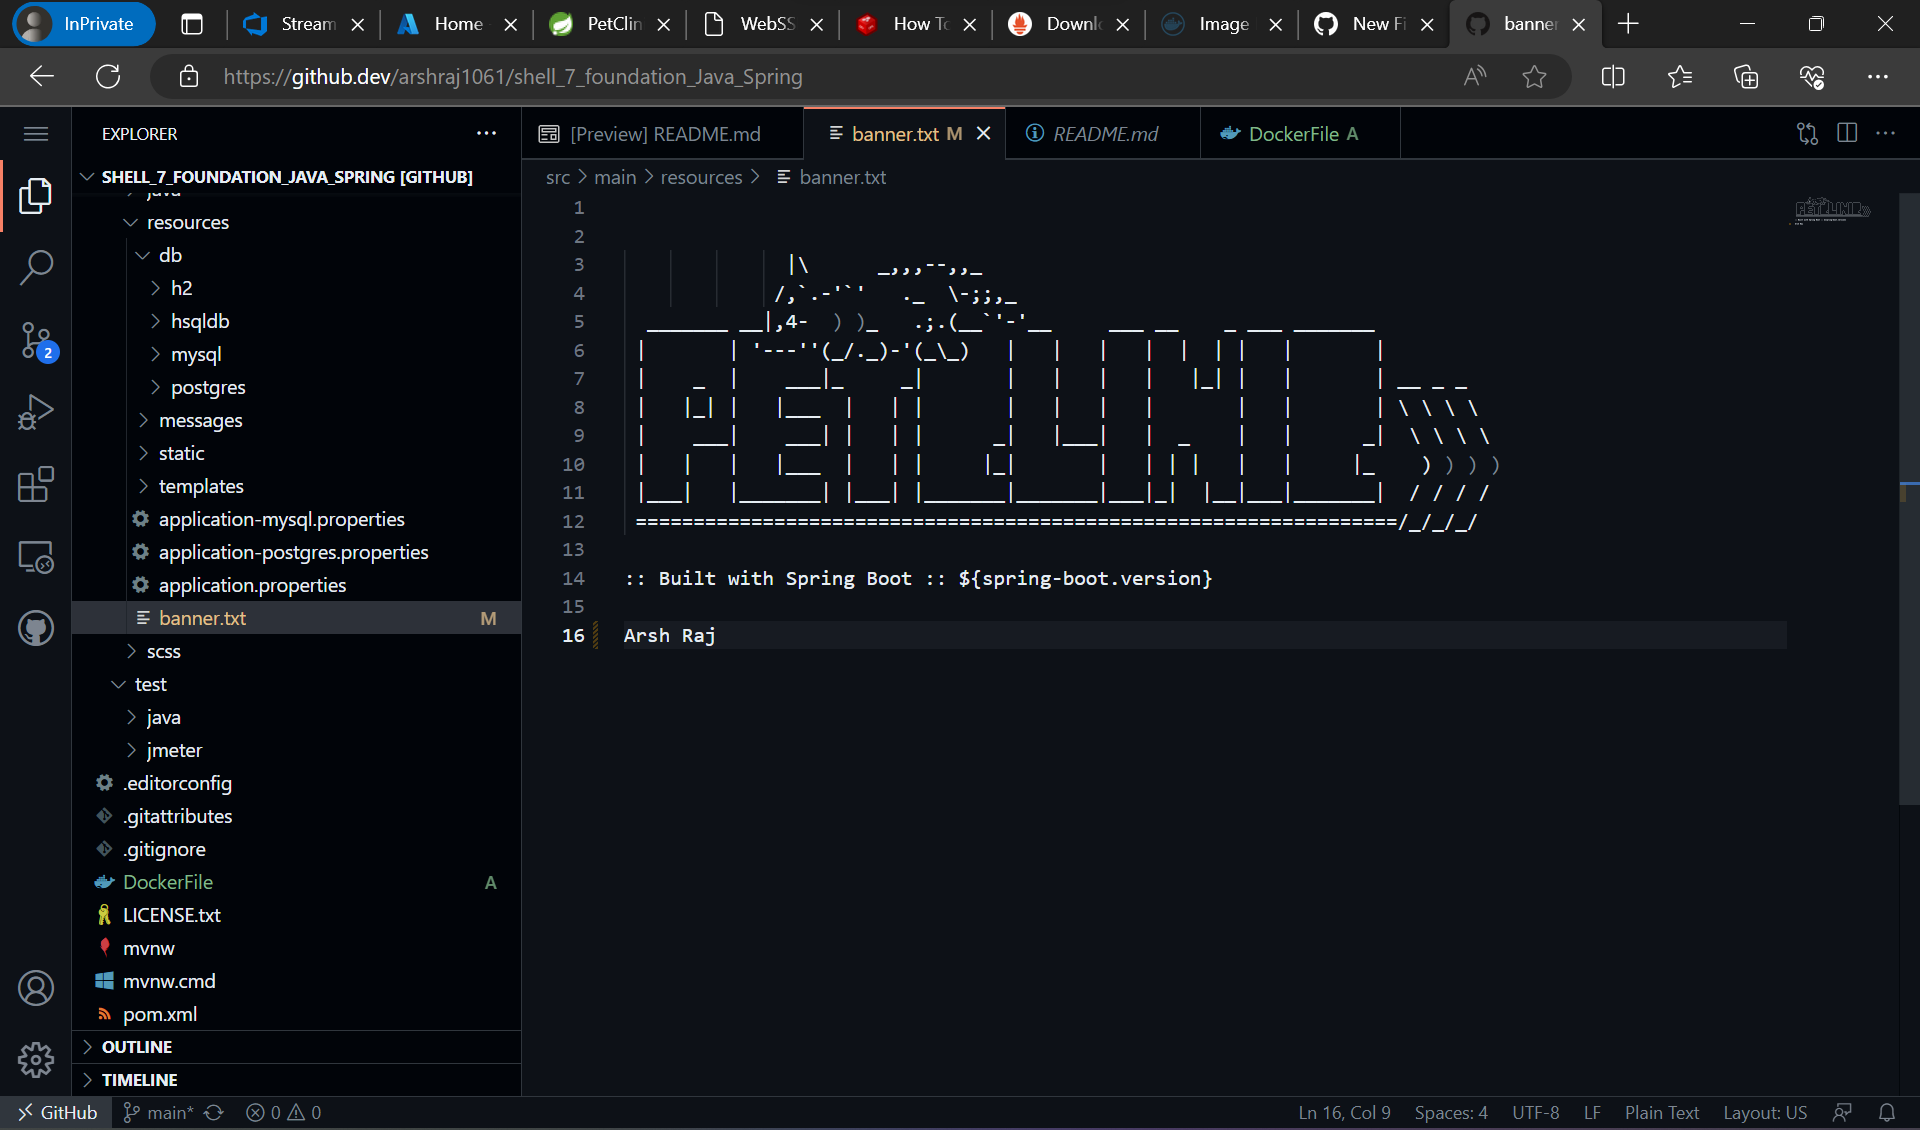 InPrivate
Stream
Home
PetClin
WebSS
How To
Downlo
Image
New Fi
banner
https://github.dev/arshraj1061/shell_7_foundation_Java_Spring
EXPLORER
SHELL_7_FOUNDATION_JAVA_SPRING [GITHUB]
java
resources
db
h2
hsqldb
mysql
postgres
messages
static
templates
application-mysql.properties
application-postgres.properties
application.properties
banner.txt M
scss
test
java
jmeter
.editorconfig
.gitattributes
.gitignore
DockerFile A
LICENSE.txt
mvnw
mvnw.cmd
pom.xml
OUTLINE
TIMELINE
2
[Preview] README.md
banner.txt M
README.md
DockerFile A
src > main > resources > banner.txt
1
2
3               |\      _,,,--,,_
4              /,`.-'`'   ._  \-;;,_
5   _______ __|,4-  ) )_   .;.(__`'-'__     ___ __    _ ___ _______
6  |       | '---''(_/._)-'(_\_)   |   |   |   |  |  | |   |       |
7  |    _  |    ___|_     _|       |   |   |   |   |_| |   |       | __ _ _
8  |   |_| |   |___  |   | |       |   |   |   |       |   |       | \ \ \ \
9  |    ___|    ___| |   | |      _|   |___|   |  _    |   |      _|  \ \ \ \
10 |   |   |   |___  |   | |     |_|       |   | | |   |   |     |_    ) ) ) )
11 |___|   |_______| |___| |_______|_______|___|_|  |__|___|_______|  / / / /
12 ==================================================================/_/_/_/
13
14 :: Built with Spring Boot :: ${spring-boot.version}
15
16 Arsh Raj
GitHub
main*
0
0
Ln 16, Col 9
Spaces: 4
UTF-8
LF
Plain Text
Layout: US